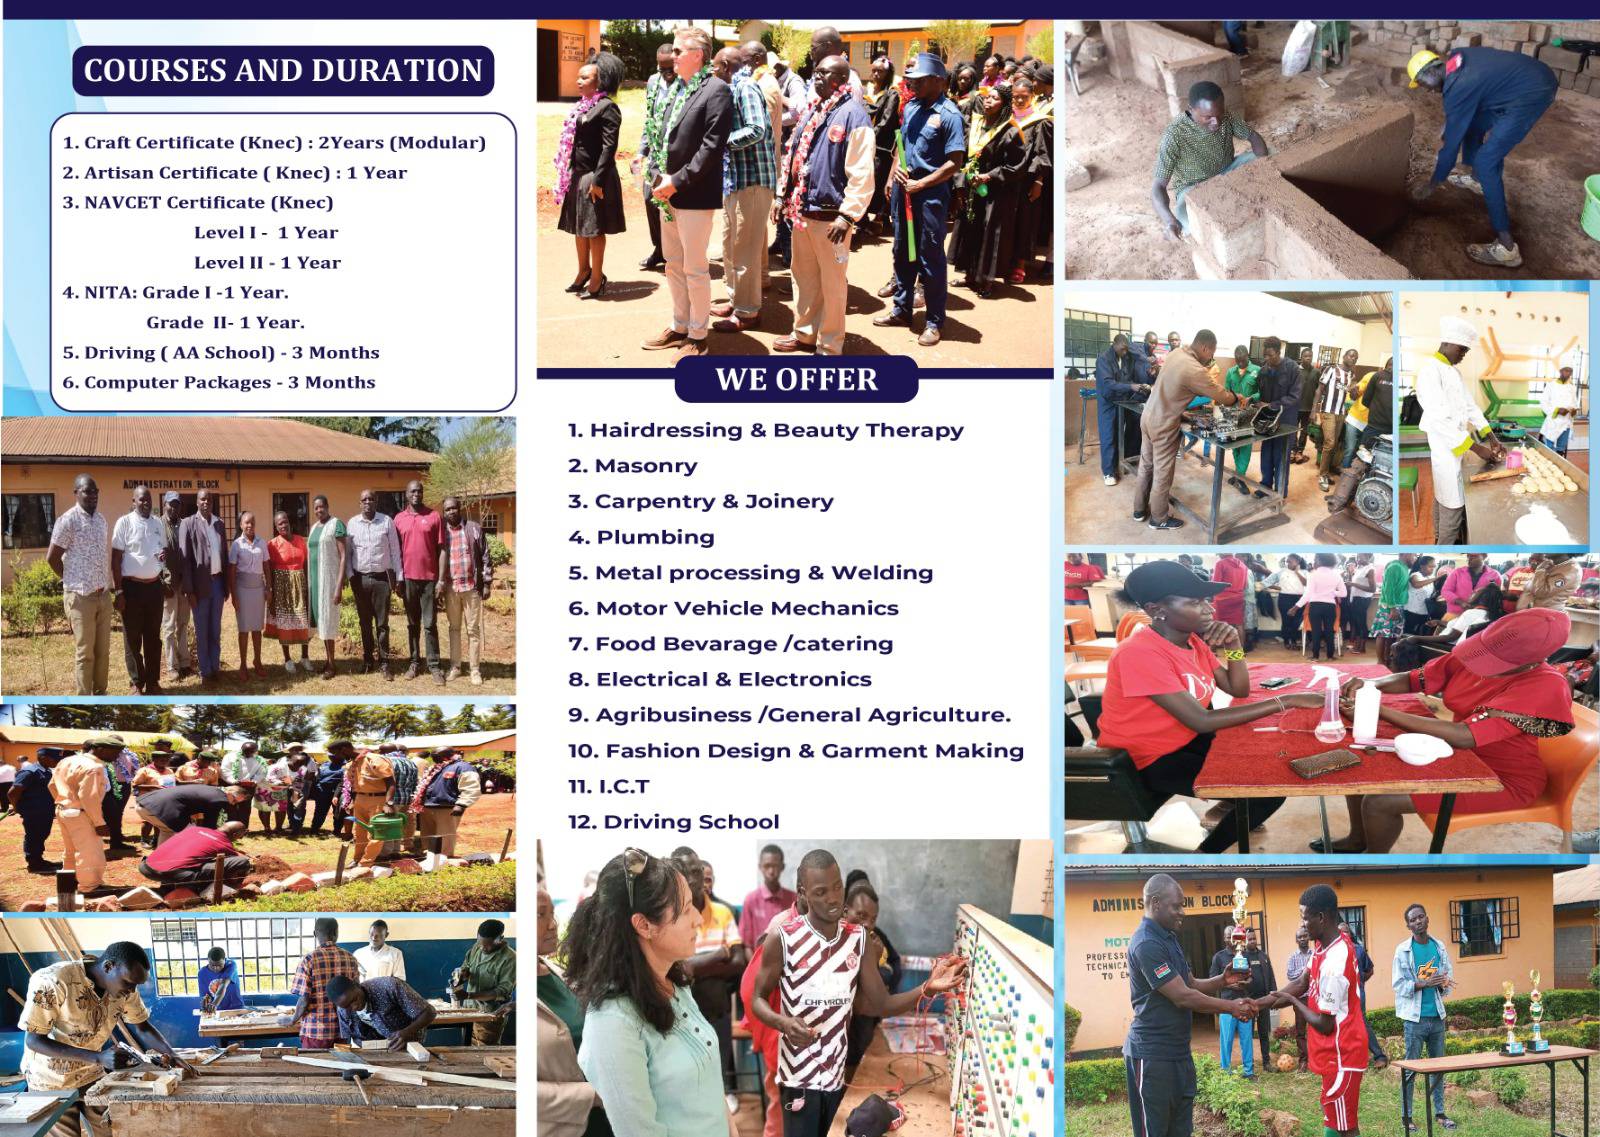 COURSES AND DURATION
1. Craft Certificate (Knec) : 2Years (Modular)
2. Artisan Certificate ( Knec) : 1 Year
3. NAVCET Certificate (Knec)
Level I - 1 Year
Level II - 1 Year
4. NITA: Grade I -1 Year.
Grade II- 1 Year.
5. Driving ( AA School) - 3 Months
6. Computer Packages - 3 Months
ADMINISTRATION BLOCK
WE OFFER
1. Hairdressing & Beauty Therapy
2. Masonry
3. Carpentry & Joinery
4. Plumbing
5. Metal processing & Welding
6. Motor Vehicle Mechanics
7. Food Bevarage /catering
8. Electrical & Electronics
9. Agribusiness /General Agriculture.
10. Fashion Design & Garment Making
11. I.C.T
12. Driving School
CHEVROLET
ADMINIS ON BLOCK
MOT
PROFESSI
TECHNICA
TO E